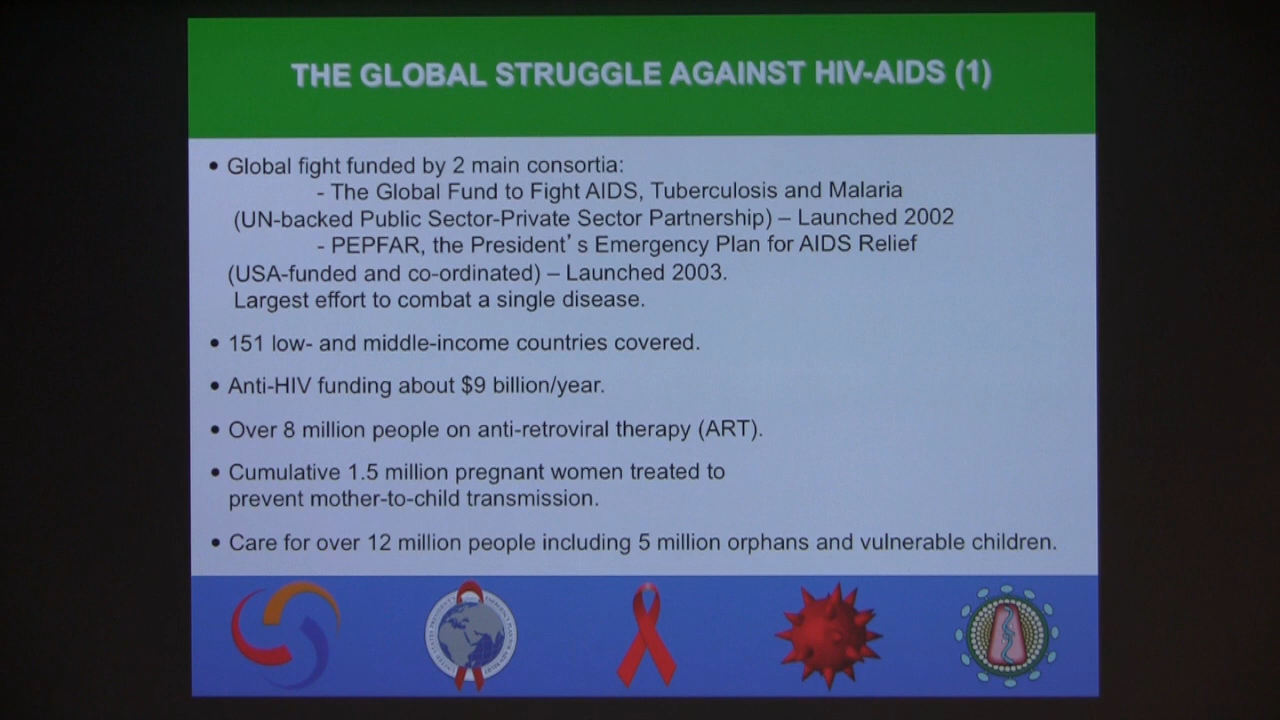 THE GLOBAL STRUGGLE AGAINST HIV-AIDS (1)
• Global fight funded by 2 main consortia:
- The Global Fund to Fight AIDS, Tuberculosis and Malaria
(UN-backed Public Sector-Private Sector Partnership) – Launched 2002
- PEPFAR, the President's Emergency Plan for AIDS Relief
(USA-funded and co-ordinated) – Launched 2003.
Largest effort to combat a single disease.
• 151 low- and middle-income countries covered.
• Anti-HIV funding about $9 billion/year.
• Over 8 million people on anti-retroviral therapy (ART).
• Cumulative 1.5 million pregnant women treated to
prevent mother-to-child transmission.
• Care for over 12 million people including 5 million orphans and vulnerable children.